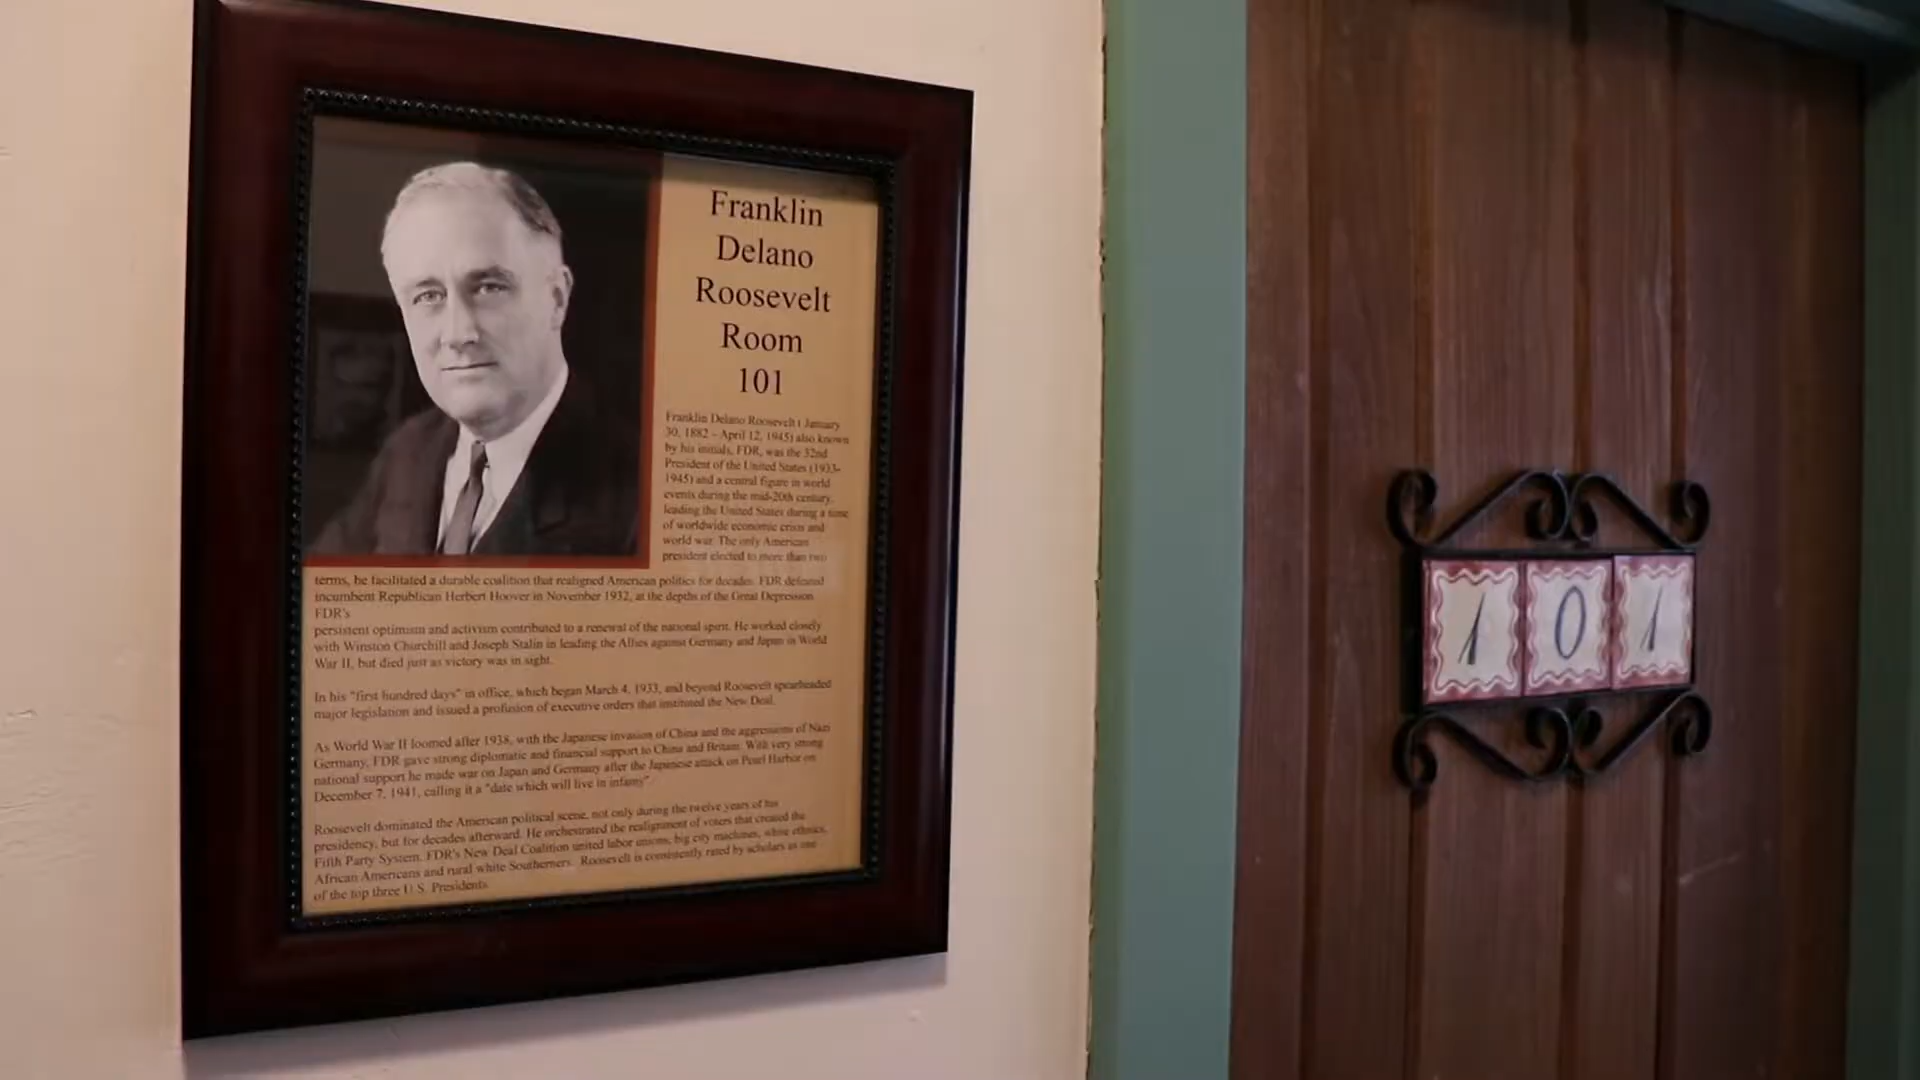 Franklin
Delano
Roosevelt
Room
101
Franklin Delano Roosevelt ( January
30, 1882 – April 12, 1945) also known
by his initials, FDR, was the 32nd
President of the United States (1933-
1945) and a central figure in world
events during the mid-20th century,
leading the United States during a time
of worldwide economic crisis and
world war. The only American
president elected to more than two
terms, he facilitated a durable coalition that realigned American politics for decades. FDR defeated
incumbent Republican Herbert Hoover in November 1932, at the depths of the Great Depression.
FDR's
persistent optimism and activism contributed to a renewal of the national spirit. He worked closely
with Winston Churchill and Joseph Stalin in leading the Allies against Germany and Japan in World
War II, but died just as victory was in sight.
In his "first hundred days" in office, which began March 4, 1933, and beyond Roosevelt spearheaded
major legislation and issued a profusion of executive orders that instituted the New Deal.
As World War II loomed after 1938, with the Japanese invasion of China and the aggressions of Nazi
Germany, FDR gave strong diplomatic and financial support to China and Britain. With very strong
national support he made war on Japan and Germany after the Japanese attack on Pearl Harbor on
December 7, 1941, calling it a "date which will live in infamy".
Roosevelt dominated the American political scene, not only during the twelve years of his
presidency, but for decades afterward. He orchestrated the realignment of voters that created the
Fifth Party System. FDR's New Deal Coalition united labor unions, big city machines, white ethnics,
African Americans and rural white Southerners. Roosevelt is consistently rated by scholars as one
of the top three U.S. Presidents.
101